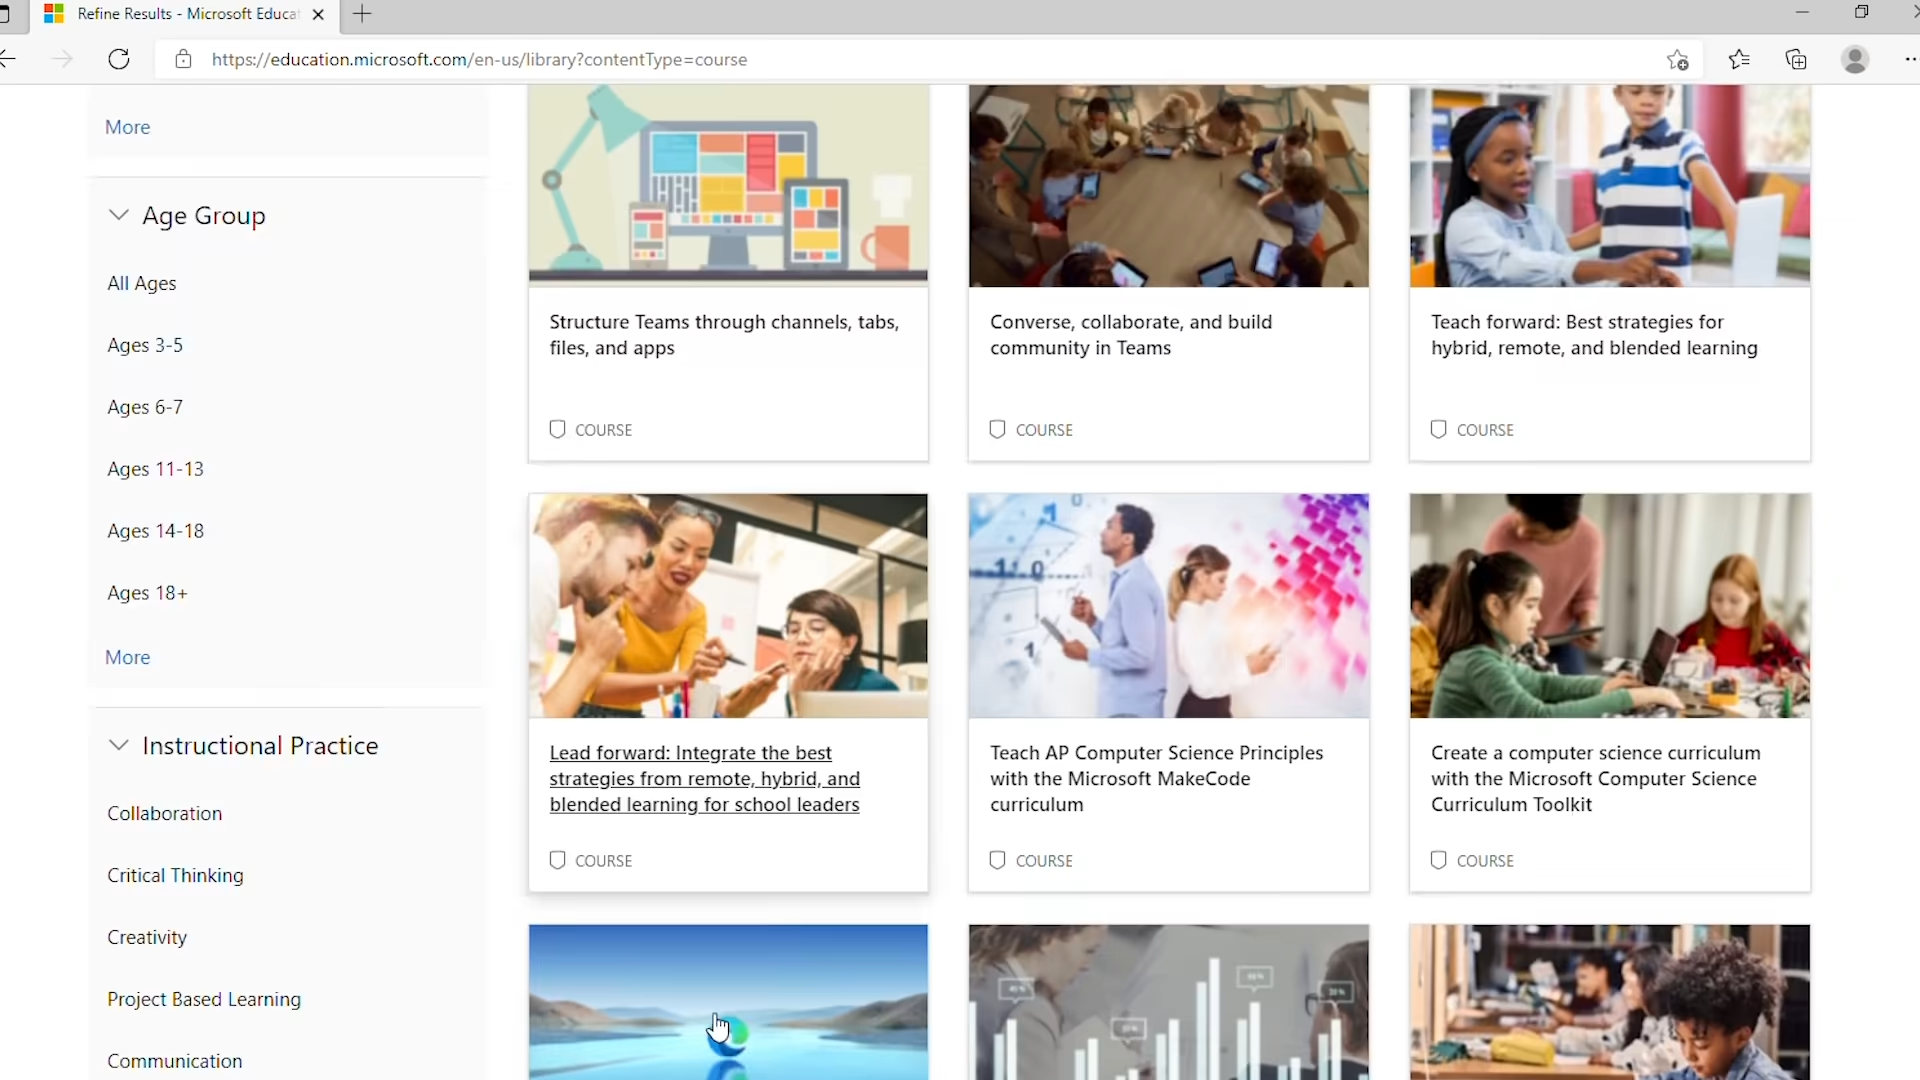 Refine Results - Microsoft Educa
https://education.microsoft.com/en-us/library?contentType=course
More
Age Group
All Ages
Ages 3-5
Ages 6-7
Ages 11-13
Ages 14-18
Ages 18+
More
Instructional Practice
Collaboration
Critical Thinking
Creativity
Project Based Learning
Communication
Structure Teams through channels, tabs,
files, and apps
COURSE
Converse, collaborate, and build
community in Teams
COURSE
Teach forward: Best strategies for
hybrid, remote, and blended learning
COURSE
Lead forward: Integrate the best
strategies from remote, hybrid, and
blended learning for school leaders
COURSE
Teach AP Computer Science Principles
with the Microsoft MakeCode
curriculum
COURSE
Create a computer science curriculum
with the Microsoft Computer Science
Curriculum Toolkit
COURSE